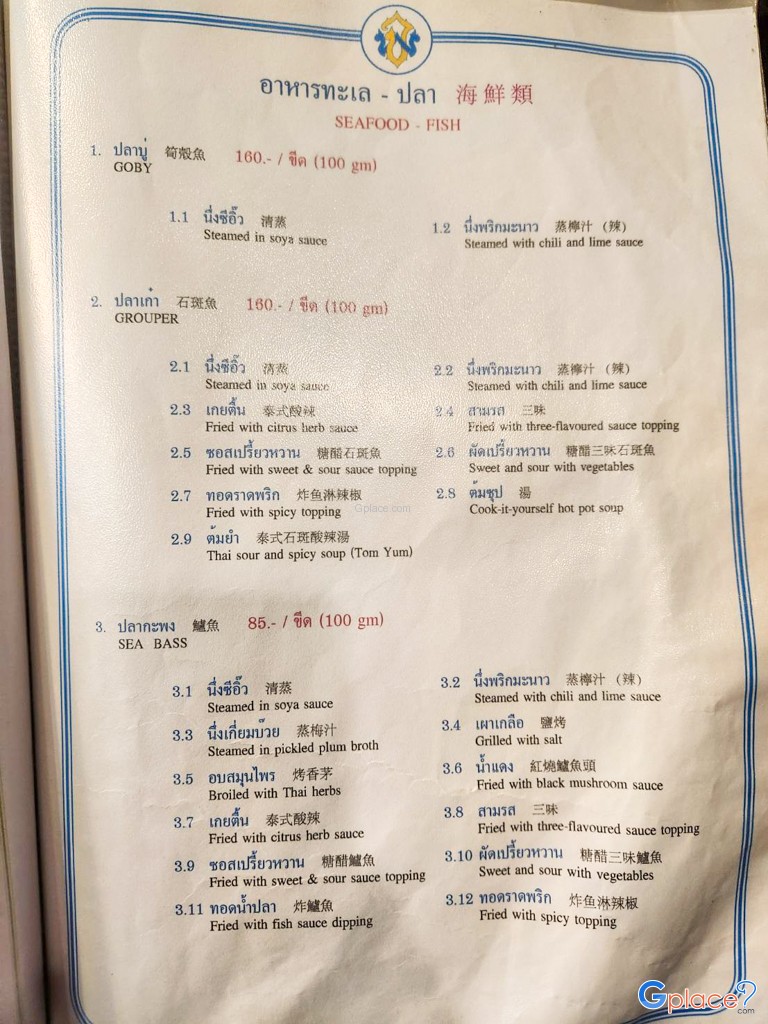 อาหารทะเล - ปลา 海鮮類
SEAFOOD - FISH
1. ปลาบู่ 筍殻魚 160.- / ขีด (100 gm)
GOBY
1.1 นึ่งซีอิ๊ว 清蒸
Steamed in soya sauce
1.2 นึ่งพริกมะนาว 蒸檸汁 (辣)
Steamed with chili and lime sauce
2. ปลาเก๋า 石斑魚 160.- / ขีด (100 gm)
GROUPER
2.1 นึ่งซีอิ๊ว 清蒸
Steamed in soya sauce
2.2 นึ่งพริกมะนาว 蒸檸汁 (辣)
Steamed with chili and lime sauce
2.3 เกยตื้น 泰式酸辣
Fried with citrus herb sauce
2.4 สามรส 三味
Fried with three-flavoured sauce topping
2.5 ซอสเปรี้ยวหวาน 糖醋石斑魚
Fried with sweet & sour sauce topping
2.6 ผัดเปรี้ยวหวาน 糖醋三味石斑魚
Sweet and sour with vegetables
2.7 ทอดราดพริก 炸鱼淋辣椒
Fried with spicy topping
2.8 ต้มซุป 湯
Cook-it-yourself hot pot soup
Gplace.com
2.9 ต้มยำ 泰式石斑酸辣湯
Thai sour and spicy soup (Tom Yum)
3. ปลากะพง 鱸魚 85.- / ขีด (100 gm)
SEA BASS
3.1 นึ่งซีอิ๊ว 清蒸
Steamed in soya sauce
3.2 นึ่งพริกมะนาว 蒸檸汁 (辣)
Steamed with chili and lime sauce
3.3 นึ่งเกี่ยมบ๊วย 蒸梅汁
Steamed in pickled plum broth
3.4 เผาเกลือ 鹽烤
Grilled with salt
3.5 อบสมุนไพร 烤香茅
Broiled with Thai herbs
3.6 น้ำแดง 紅燒鱸魚頭
Fried with black mushroom sauce
3.7 เกยตื้น 泰式酸辣
Fried with citrus herb sauce
3.8 สามรส 三味
Fried with three-flavoured sauce topping
3.9 ซอสเปรี้ยวหวาน 糖醋鱸魚
Fried with sweet & sour sauce topping
3.10 ผัดเปรี้ยวหวาน 糖醋三味鱸魚
Sweet and sour with vegetables
3.11 ทอดน้ำปลา 炸鱸魚
Fried with fish sauce dipping
3.12 ทอดราดพริก 炸鱼淋辣椒
Fried with spicy topping
Gplace
.com